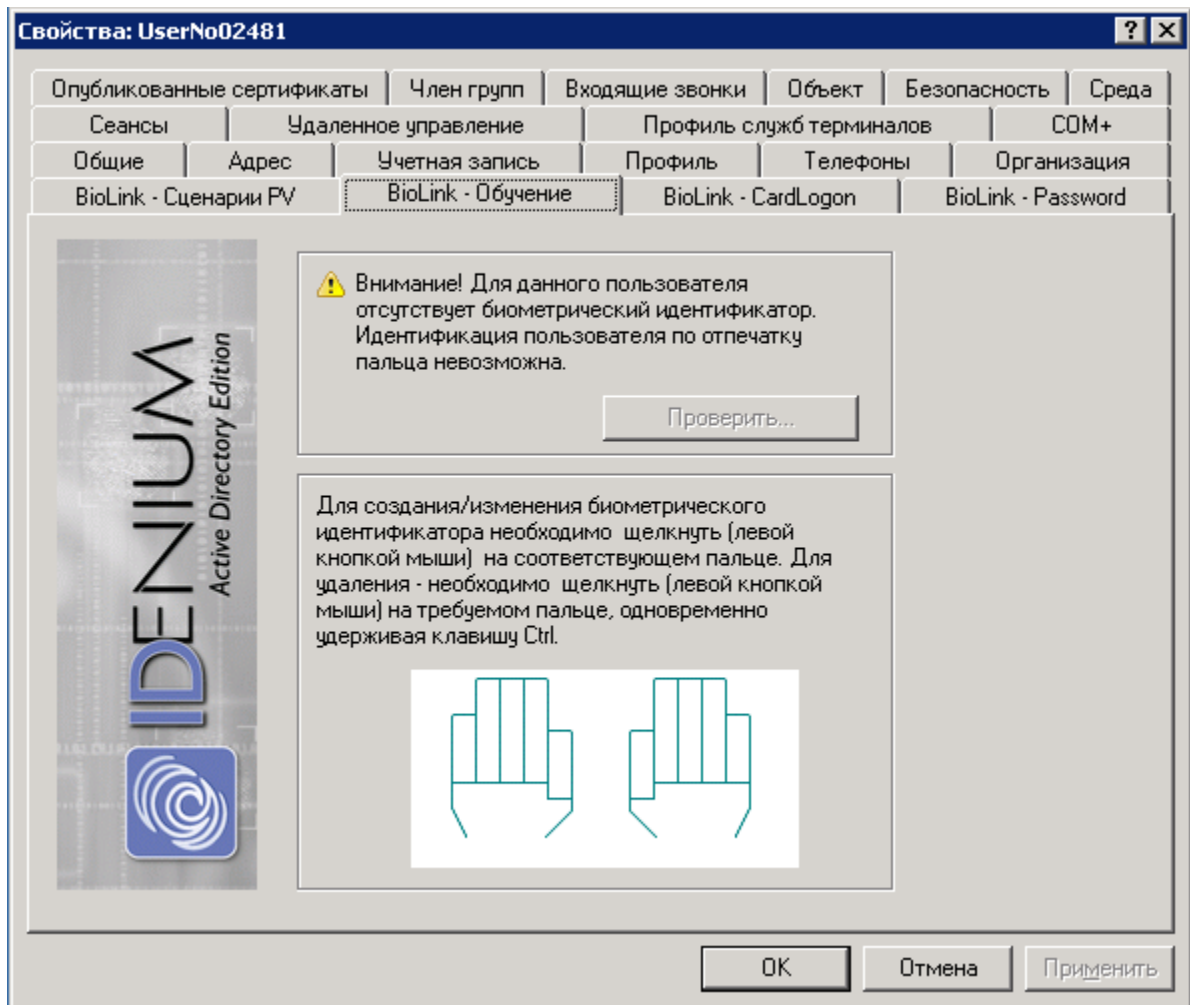 Свойства: UserNo02481
Опубликованные сертификаты
Член групп
Входящие звонки
Объект
Безопасность
Среда
Сеансы
Удаленное управление
Профиль служб терминалов
COM+
Общие
Адрес
Учетная запись
Профиль
Телефоны
Организация
BioLink - Сценарии PV
BioLink - Обучение
BioLink - CardLogon
BioLink - Password
IDENIUM
Active Directory Edition
Внимание! Для данного пользователя
отсутствует биометрический идентификатор.
Идентификация пользователя по отпечатку
пальца невозможна.
Проверить...
Для создания/изменения биометрического
идентификатора необходимо щелкнуть (левой
кнопкой мыши) на соответствующем пальце. Для
удаления - необходимо щелкнуть (левой кнопкой
мыши) на требуемом пальце, одновременно
удерживая клавишу Ctrl.
OK
Отмена
Применить